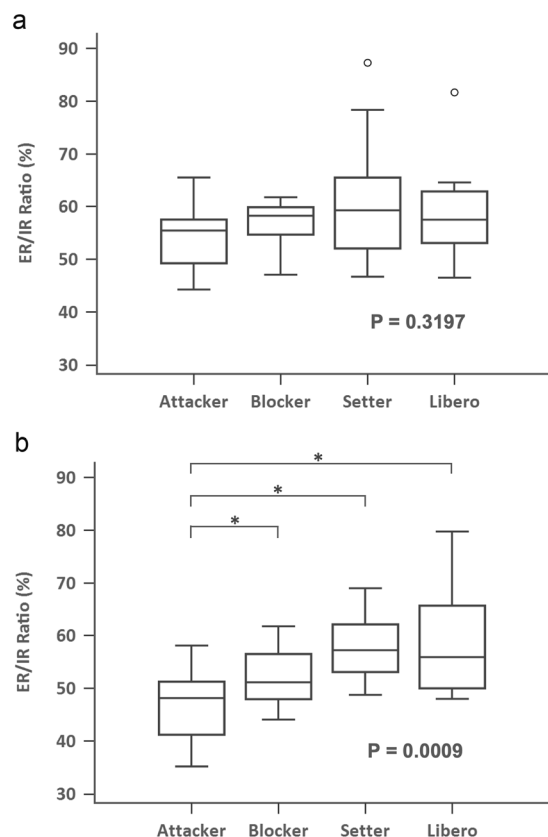 a
90
80
70
60
50
40
30
ER/IR Ratio (%)
P = 0.3197
Attacker Blocker Setter Libero
b
90
80
70
60
50
40
30
ER/IR Ratio (%)
*
*
*
P = 0.0009
Attacker Blocker Setter Libero